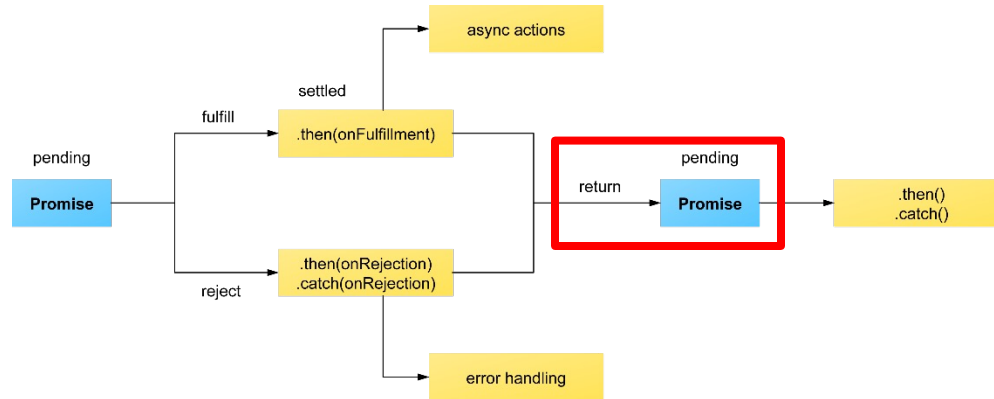 async actions
settled
fulfill
.then(onFulfillment)
pending
Promise
return
pending
Promise
.then()
.catch()
.then(onRejection)
.catch(onRejection)
reject
error handling